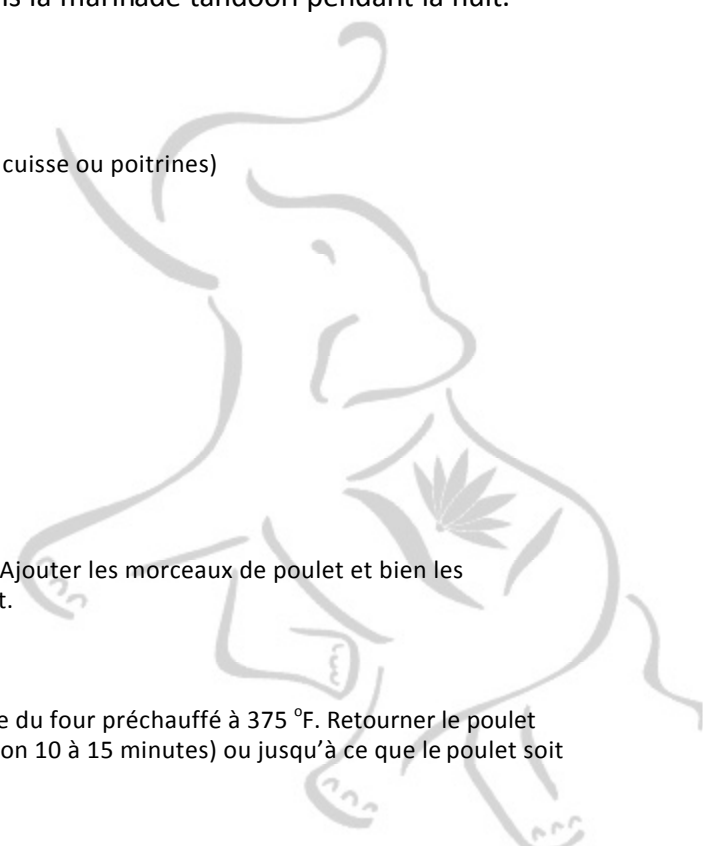 la marinade tandoori pendant la nuit.
cuisse ou poitrines)
Ajouter les morceaux de poulet et bien les
t.
e du four préchauffé à 375 °F. Retourner le poulet
on 10 à 15 minutes) ou jusqu’à ce que le poulet soit